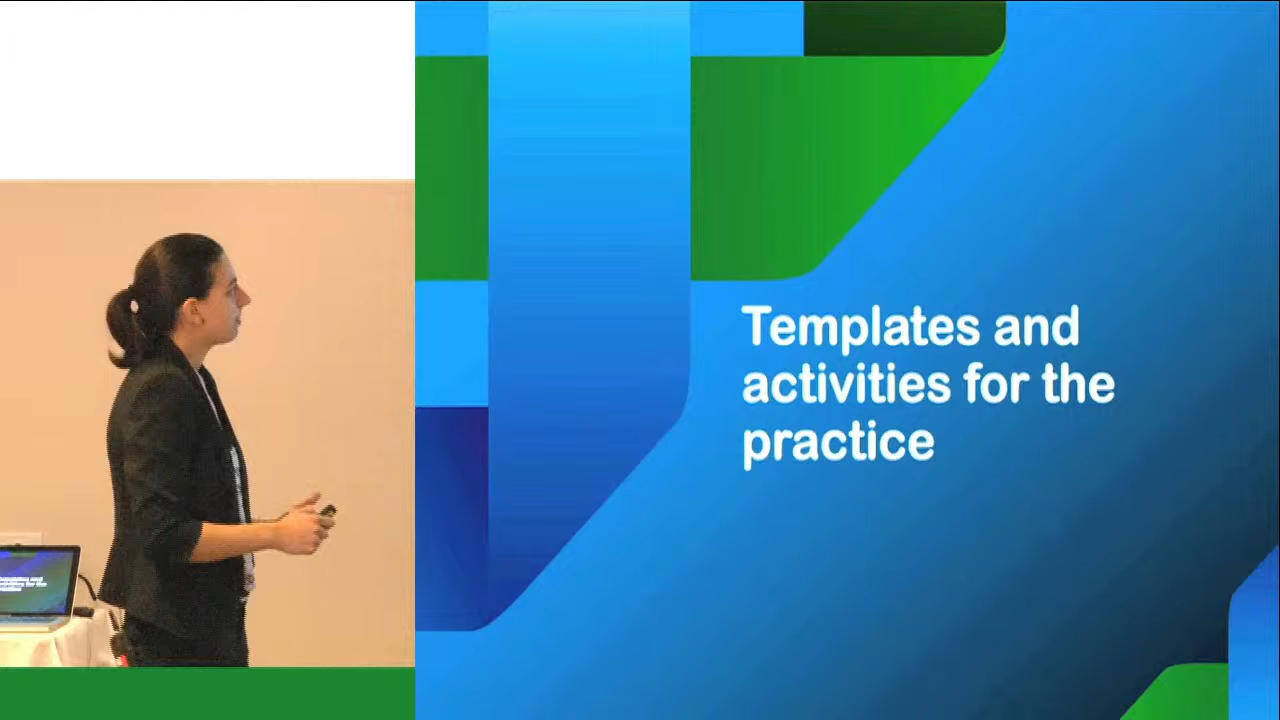 Templates and
activities for the
practice